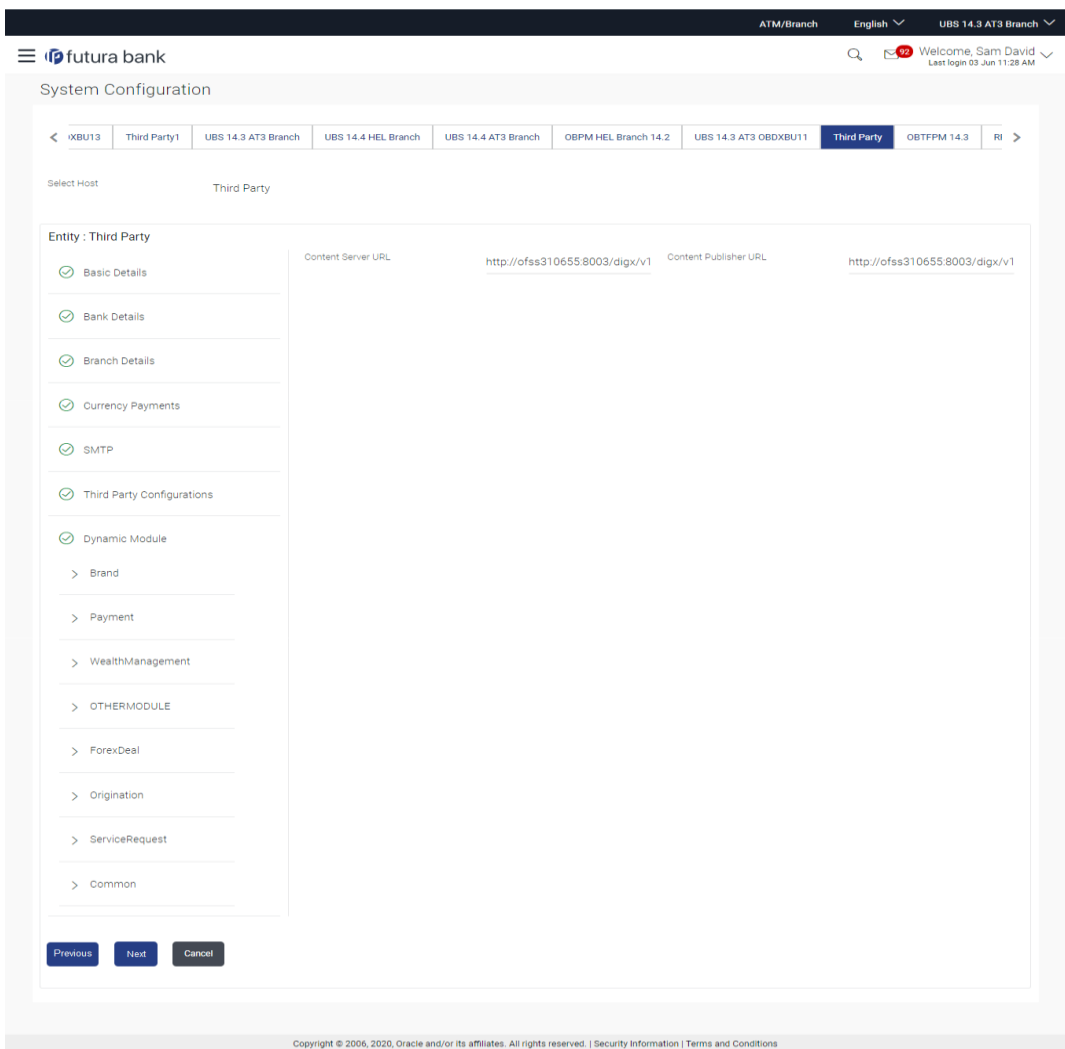 ATM/Branch English UBS 14.3 AT3 Branch
futura bank 92 Welcome, Sam David
Last login 03 Jun 11:28 AM
System Configuration
XBU13 Third Party1 UBS 14.3 AT3 Branch UBS 14.4 HEL Branch UBS 14.4 AT3 Branch OBPM HEL Branch 14.2 UBS 14.3 AT3 OBDXBU11 Third Party OBTFPM 14.3
Select Host Third Party
Entity : Third Party
Content Server URL http://ofss310655:8003/digx/v1 Content Publisher URL http://ofss310655:8003/digx/v1
Basic Details
Bank Details
Branch Details
Currency Payments
SMTP
Third Party Configurations
Dynamic Module
Brand
Payment
WealthManagement
OTHERMODULE
ForexDeal
Origination
ServiceRequest
Common
Previous Next Cancel
Copyright © 2006, 2020, Oracle and/or its affiliates. All rights reserved. | Security Information | Terms and Conditions